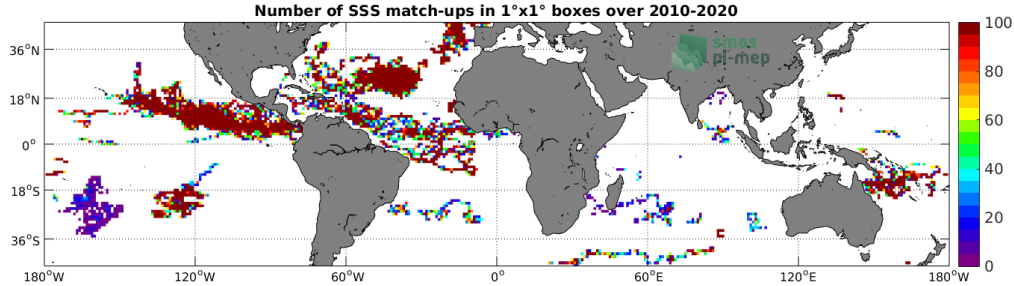 Number of SSS match-ups in 1°x1° boxes over 2010-2020
smos
pi-mep
36°N
18°N
0°
18°S
36°S
180°W
120°W
60°W
0°
60°E
120°E
180°W
100
80
60
40
20
0